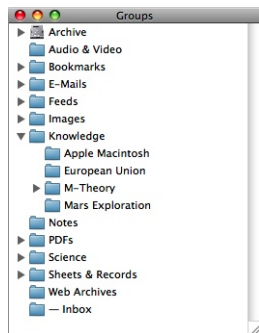 Groups
Archive
Audio & Video
Bookmarks
E-Mails
Feeds
Images
Knowledge
Apple Macintosh
European Union
M-Theory
Mars Exploration
Notes
PDFs
Science
Sheets & Records
Web Archives
— Inbox